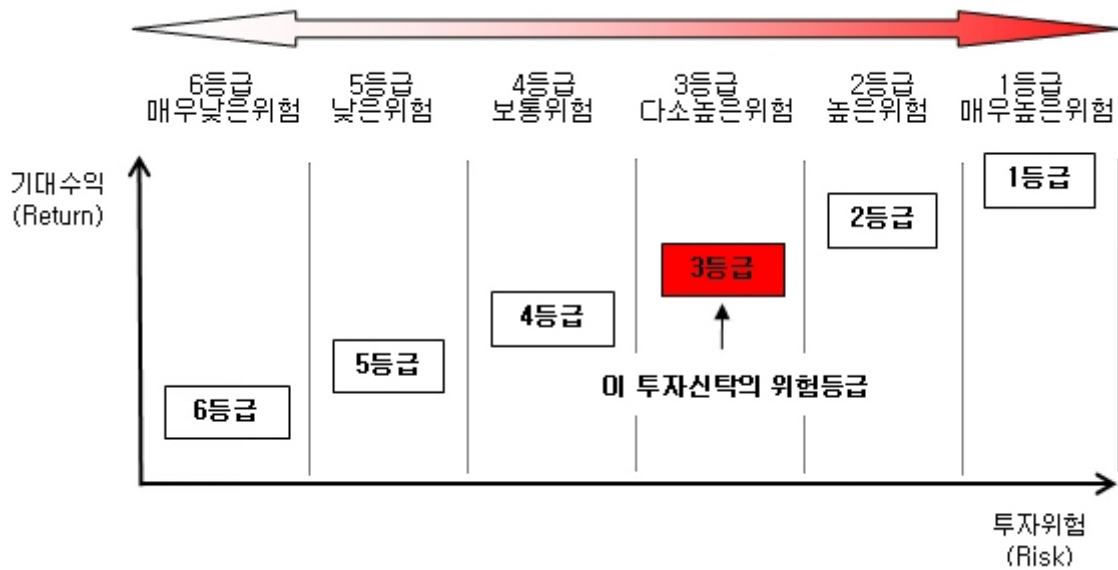 6등급 5등급 4등급 3등급 2등급 1등급
매우낮은위험 낮은위험 보통위험 다소높은위험 높은위험 매우높은위험
기대수익
(Return)
1등급
2등급
3등급
4등급
5등급
이 투자신탁의 위험등급
6등급
투자위험
(Risk)